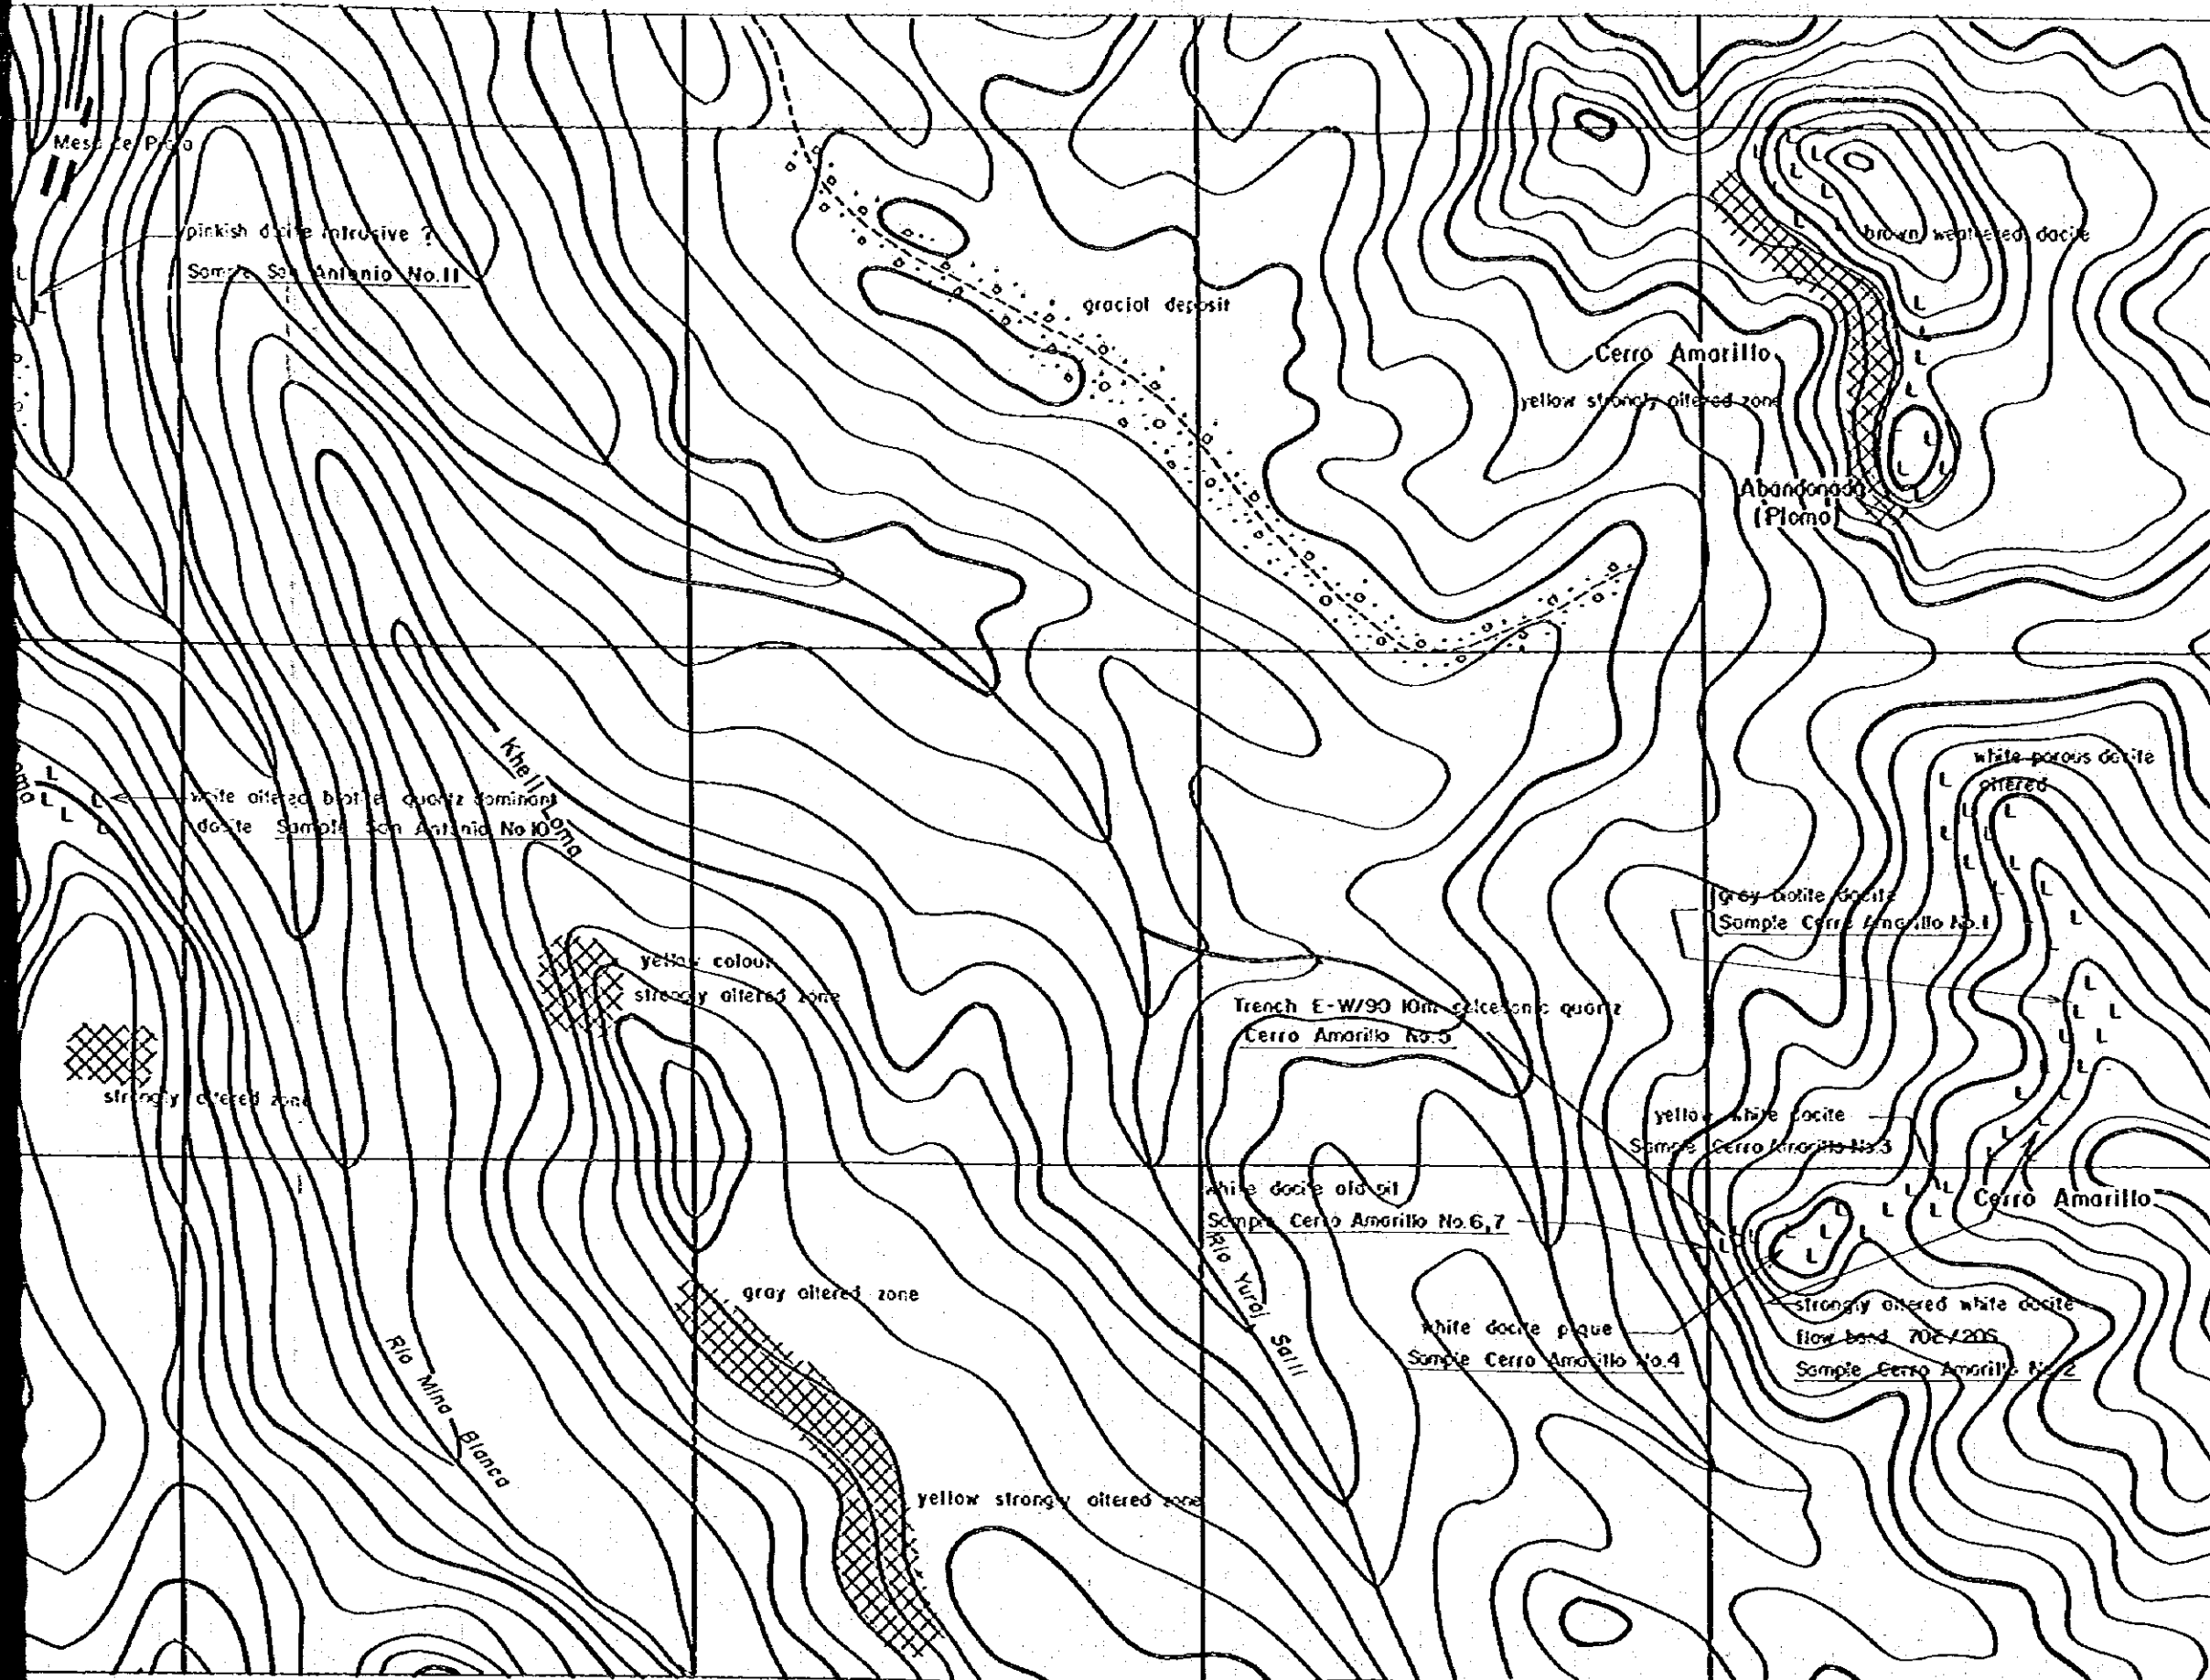 pinkish dacite intrusive ?
Sample San Antonio No.11
glacial deposit
brown weathered dacite
Cerro Amarillo
yellow strongly altered zone
Abandonado
(Plomo)
Kheli Loma
white altered biotite quartz dominant
dacite Sample San Antonio No 10
white porous dacite
altered
gray biotite dacite
Sample Cerro Amarillo No.1
yellow colour
strongly altered zone
strongly altered zone
Trench E-W/90 10m quartz
Cerro Amarillo No.5
yellow white dacite
Sample Cerro Amarillo No.3
white dacite old pit
Sample Cerro Amarillo No.6,7
Cerro Amarillo
Rio Yuraj Salli
gray altered zone
white dacite pique
Sample Cerro Amarillo No.4
strongly altered white dacite
flow band 70E/20S
Sample Cerro Amarillo No 2
Rio Mina Blanca
yellow strongly altered zone